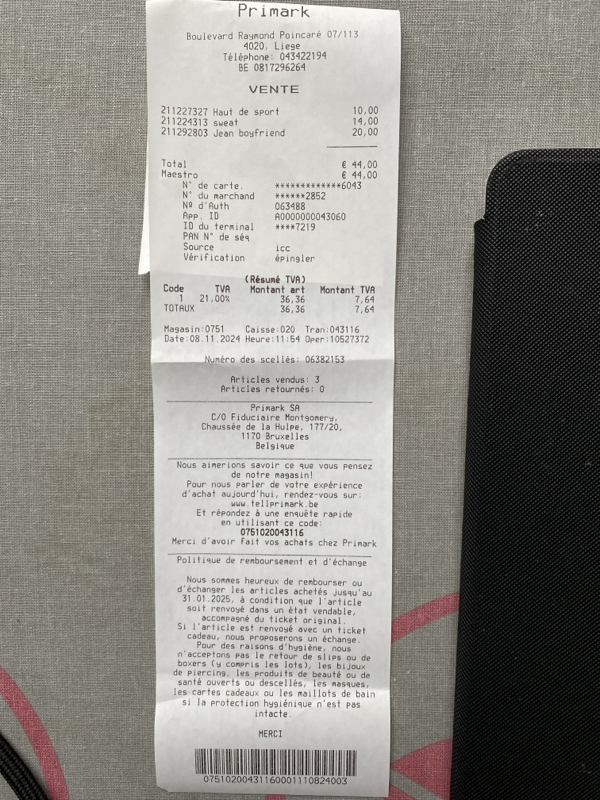 Primark
Boulevard Raymond Poincaré 07/113
4020, Liege
Téléphone: 043422194
BE 0817296264
VENTE
211227327 Haut de sport 10,00
211224313 sweat 14,00
211292803 Jean boyfriend 20,00
Total € 44,00
Maestro € 44,00
N° de carte. *************6043
N° du marchand ******2852
Nº d'Auth 063488
App. ID A0000000043060
ID du terminal ****7219
PAN N° de séq
Source icc
Vérification épingler
(Résumé TVA)
Code TVA Montant art Montant TVA
1 21,00% 36,36 7,64
TOTAUX 36,36 7,64
Magasin:0751 Caisse:020 Tran:043116
Date:08.11.2024 Heure:11:54 Oper:10527372
Numéro des scellés: 06382153
Articles vendus: 3
Articles retournés: 0
Primark SA
C/O Fiduciaire Montgomery,
Chaussée de la Hulpe, 177/20,
1170 Bruxelles
Belgique
Nous aimerions savoir ce que vous pensez
de notre magasin!
Pour nous parler de votre expérience
d'achat aujourd'hui, rendez-vous sur:
www.tellprimark.be
Et répondez à une enquête rapide
en utilisant ce code:
0751020043116
Merci d'avoir fait vos achats chez Primark
Politique de remboursement et d'échange
Nous sommes heureux de rembourser ou
d'échanger les articles achetés jusqu'au
31.01.2025, à condition que l'article
soit renvoyé dans un état vendable,
accompagné du ticket original.
Si l'article est renvoyé avec un ticket
cadeau, nous proposerons un échange.
Pour des raisons d'hygiène, nous
n'acceptons pas le retour de slips ou de
boxers (y compris les lots), les bijoux
de piercing, les produits de beauté ou de
santé ouverts ou descellés, les masques,
les cartes cadeaux ou les maillots de bain
si la protection hygiénique n'est pas
intacte.
MERCI
07510200431160001110824003